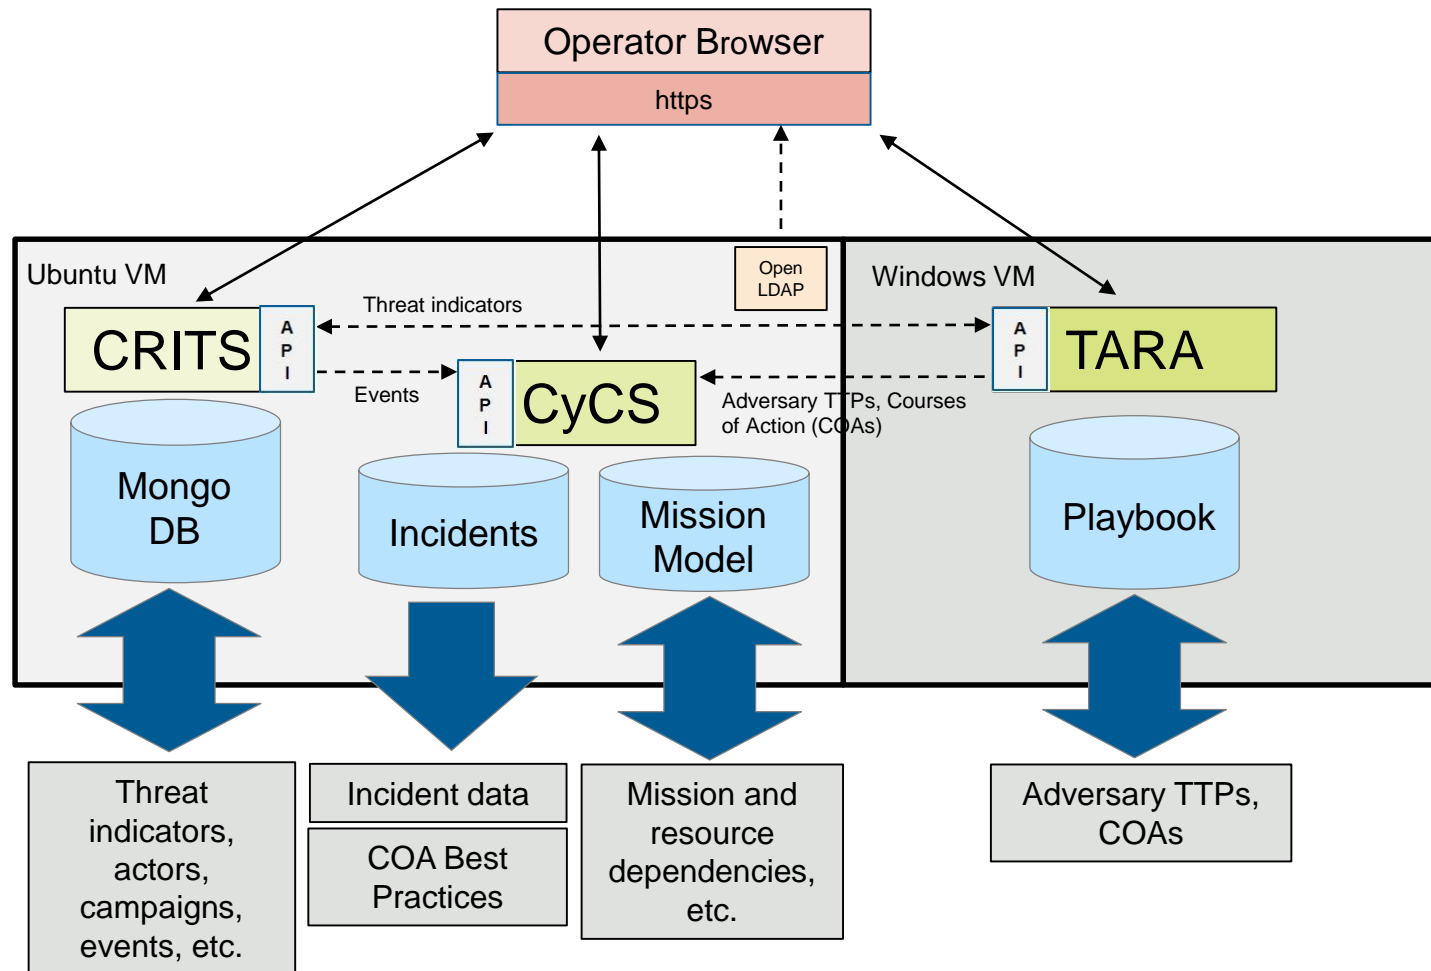 Operator Browser
https
Ubuntu VM
Open
LDAP
Windows VM
Threat indicators
CRITS
A
P
I
A
P
I
TARA
Events
A
P
I
CyCS
Adversary TTPs, Courses
of Action (COAs)
Mongo
DB
Incidents
Mission
Model
Playbook
Threat
indicators,
actors,
campaigns,
events, etc.
Incident data
COA Best
Practices
Mission and
resource
dependencies,
etc.
Adversary TTPs,
COAs